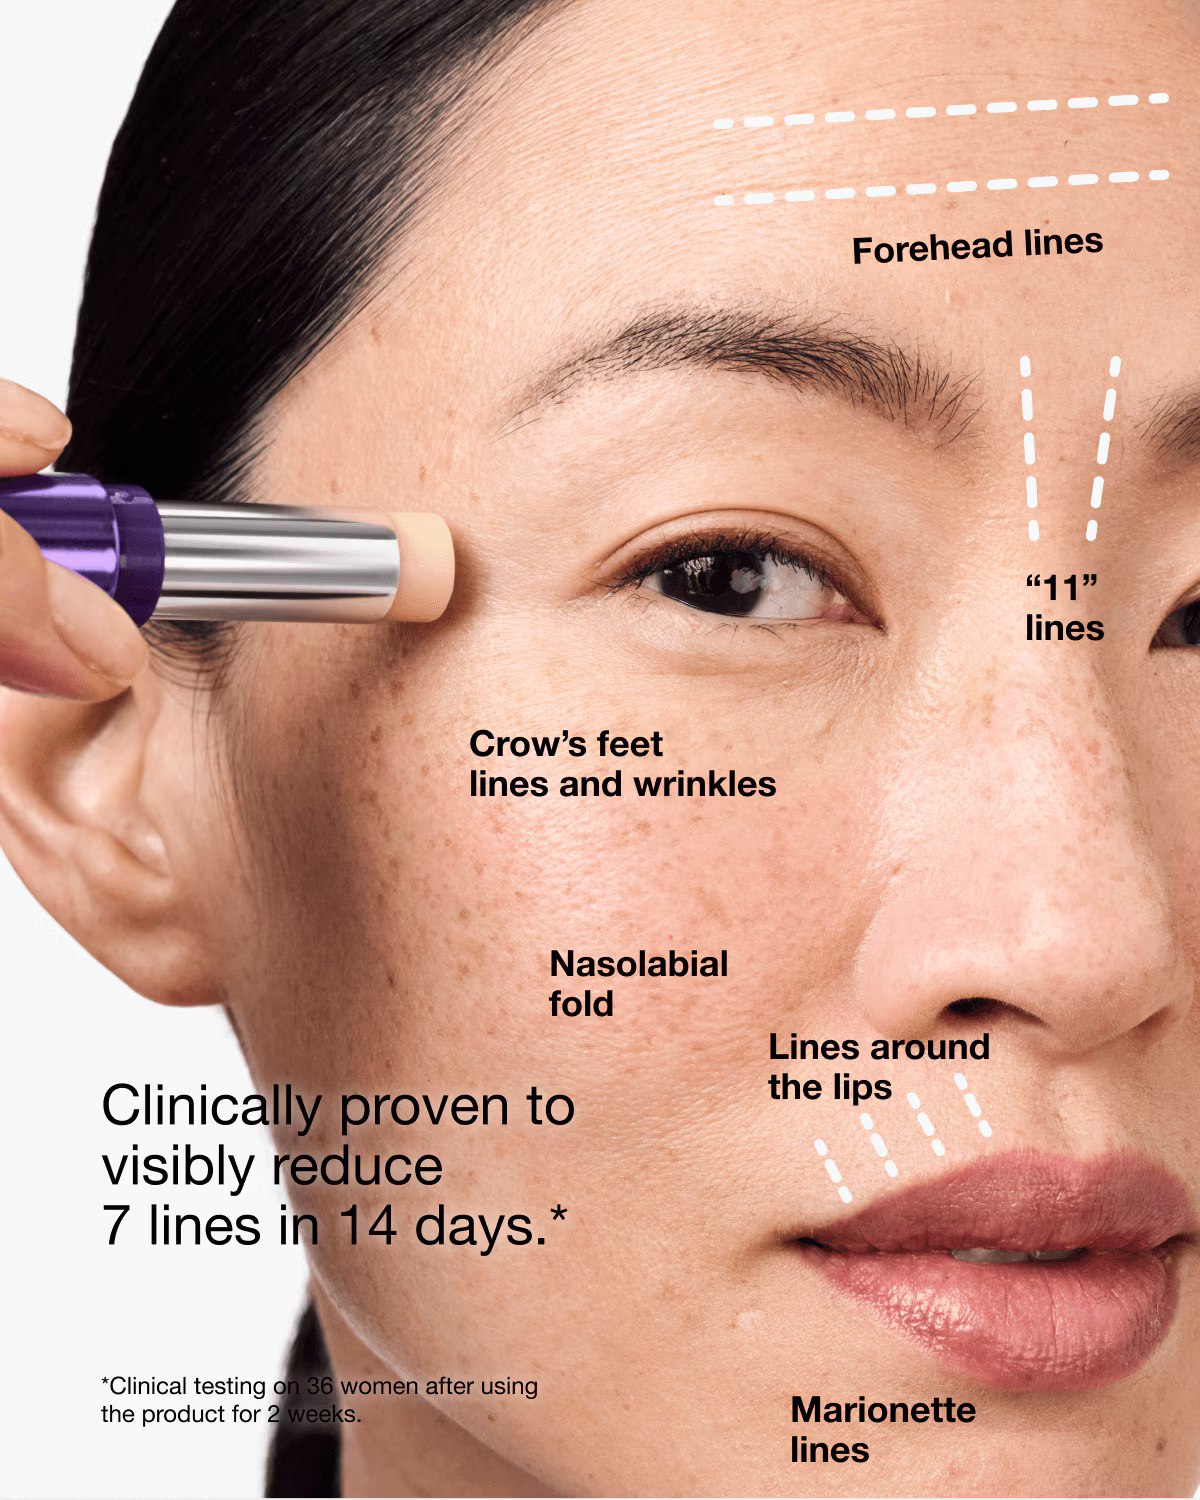 Forehead lines
“11”
lines
Crow’s feet
lines and wrinkles
Nasolabial
fold
Lines around
the lips
Clinically proven to
visibly reduce
7 lines in 14 days.*
*Clinical testing on 36 women after using
the product for 2 weeks.
Marionette
lines